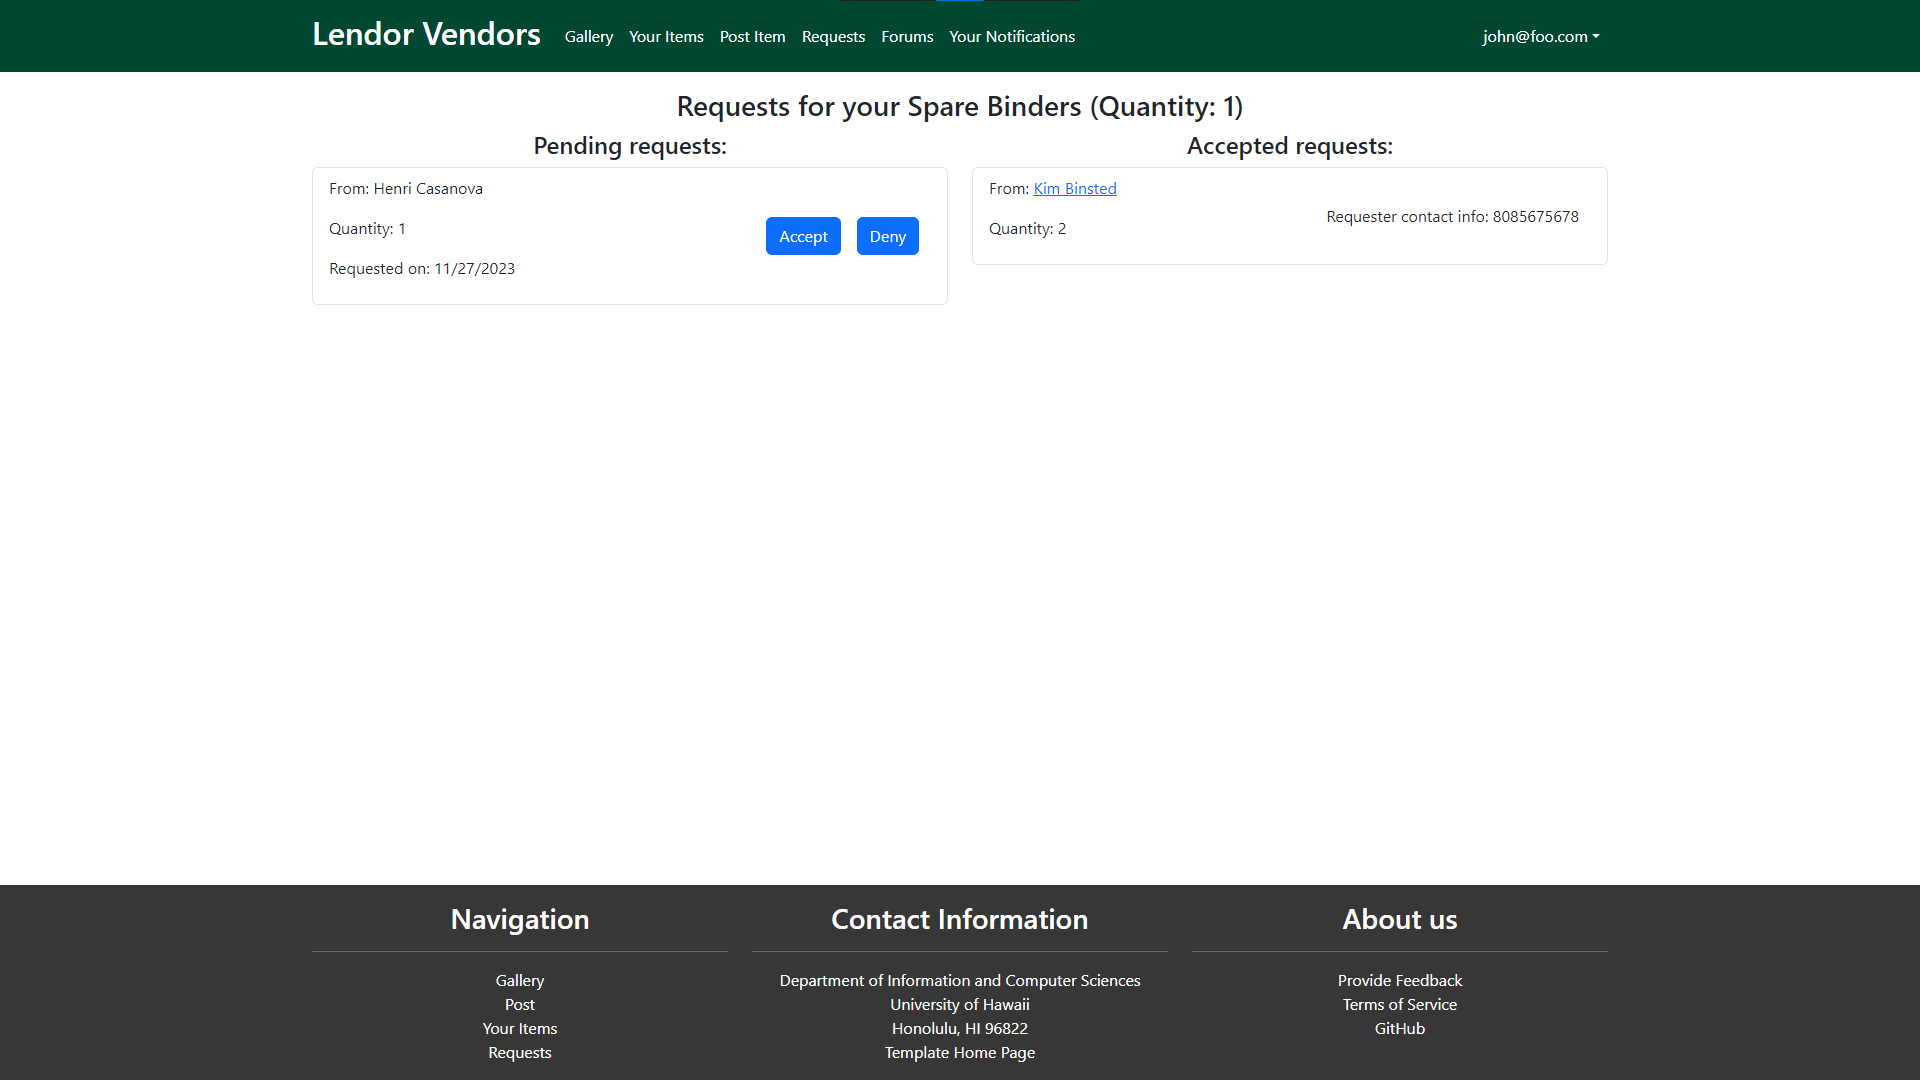 Lendor Vendors
Gallery Your Items Post Item Requests Forums Your Notifications john@foo.com
Requests for your Spare Binders (Quantity: 1)
Pending requests:
From: Henri Casanova
Quantity: 1
Requested on: 11/27/2023
Accept Deny
Accepted requests:
From: Kim Binsted
Quantity: 2
Requester contact info: 8085675678
Navigation
Gallery
Post
Your Items
Requests
Contact Information
Department of Information and Computer Sciences
University of Hawaii
Honolulu, HI 96822
Template Home Page
About us
Provide Feedback
Terms of Service
GitHub